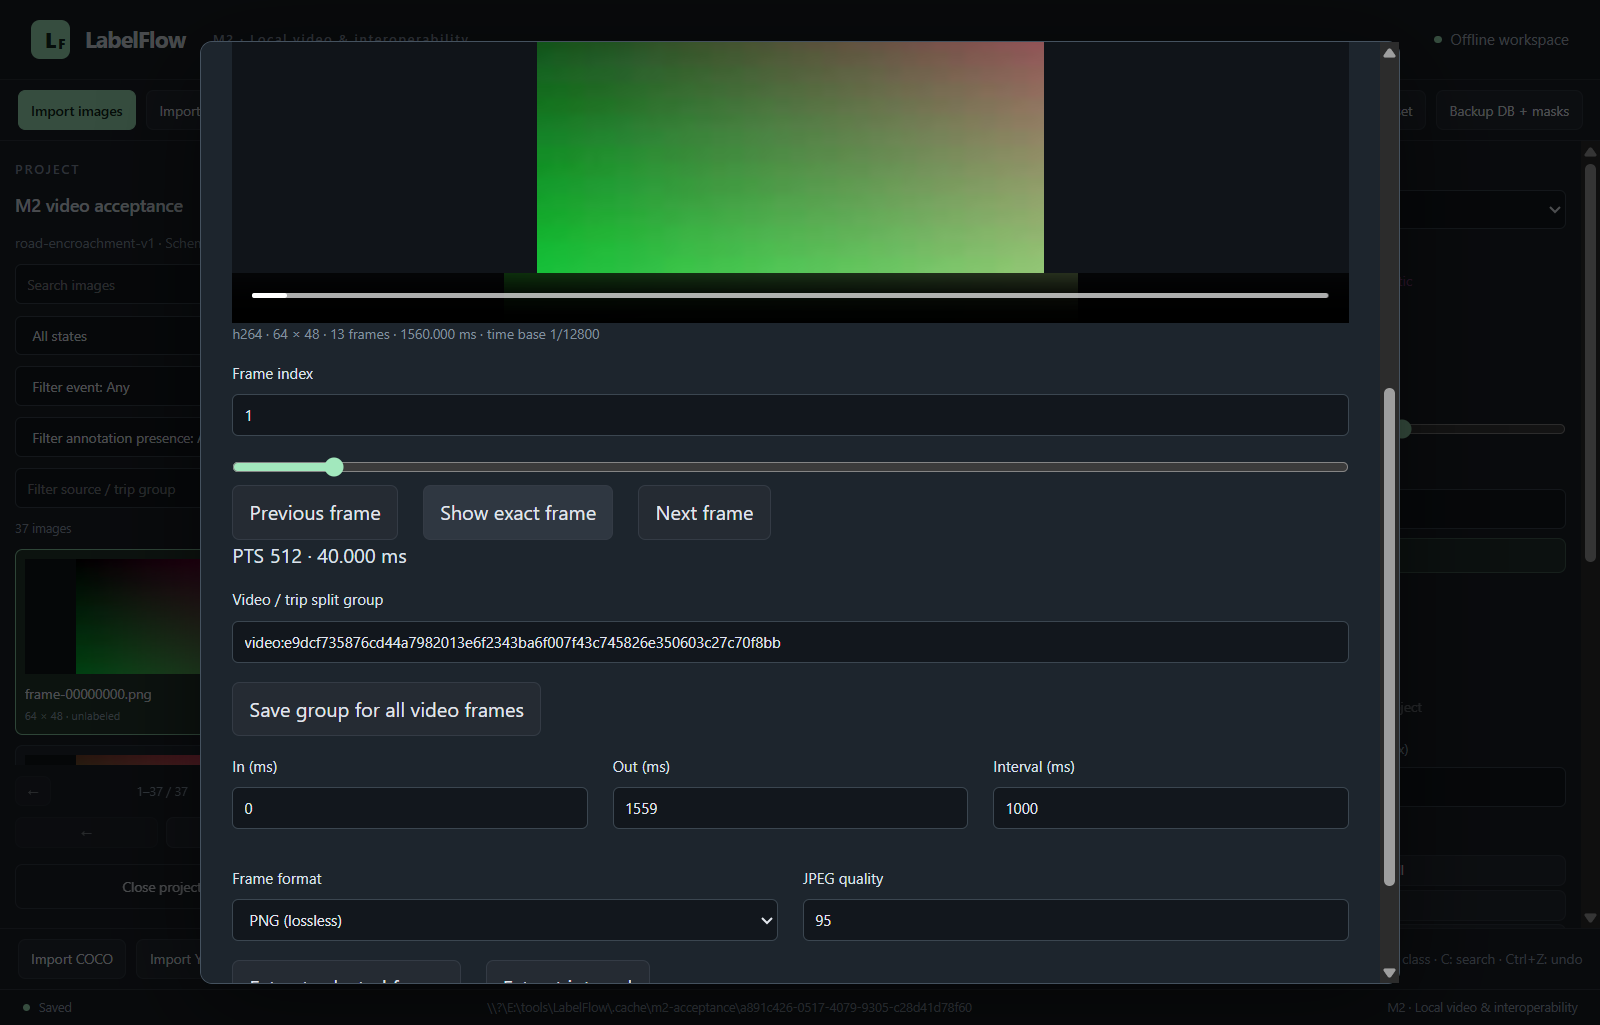 LF LabelFlow M2 · Local video & interoperability
Offline workspace
Import images Import
et Backup DB + masks
PROJECT
M2 video acceptance
road-encroachment-v1 · Schem
Search images
All states
Filter event: Any
Filter annotation presence: A
Filter source / trip group
37 images
frame-00000000.png
64 × 48 · unlabeled
← 1–37 / 37
←
Close project
Import COCO Import Y
h264 · 64 × 48 · 13 frames · 1560.000 ms · time base 1/12800
Frame index
1
Previous frame Show exact frame Next frame
PTS 512 · 40.000 ms
Video / trip split group
video:e9dcf735876cd44a7982013e6f2343ba6f007f43c745826e350603c27c70f8bb
Save group for all video frames
In (ms) Out (ms) Interval (ms)
0 1559 1000
Frame format JPEG quality
PNG (lossless) 95
tic
ject
x)
class · C: search · Ctrl+Z: undo
Saved \\?\E:\tools\LabelFlow\.cache\m2-acceptance\a891c426-0517-4079-9305-c28d41d78f60 M2 · Local video & interoperability